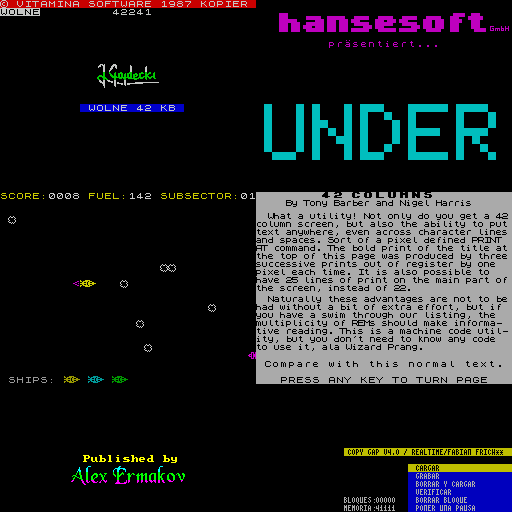 © VITAMINA SOFTWARE 1987 KOPIER
WOLNE 42241
J Gardecki
WOLNE 42 KB
hansesoft GmbH
präsentiert...
UNDER
SCORE:0008 FUEL:142 SUBSECTOR:01
SHIPS:
42 COLUMNS
By Tony Barber and Nigel Harris
What a utility! Not only do you get a 42
column screen, but also the ability to put
text anywhere, even across character lines
and spaces. Sort of a pixel defined PRINT
AT command. The bold print of the title at
the top of this page was produced by three
successive prints out of register by one
pixel each time. It is also possible to
have 25 lines of print on the main part of
the screen, instead of 22.
Naturally these advantages are not to be
had without a bit of extra effort, but if
you have a swim through our listing, the
multiplicity of REMs should make informa-
tive reading. This is a machine code util-
ity, but you don't need to know any code
to use it, ala Wizard Prang.
Compare with this normal text.
PRESS ANY KEY TO TURN PAGE
Published by
Alex Ermakov
COPY GAP V4.0 / REALTIME/FABIAN FRICH**
CARGAR
GRABAR
BORRAR Y CARGAR
VERIFICAR
BLOQUES:00000 BORRAR BLOQUE
MEMORIA:41111 PONER UNA PAUSA